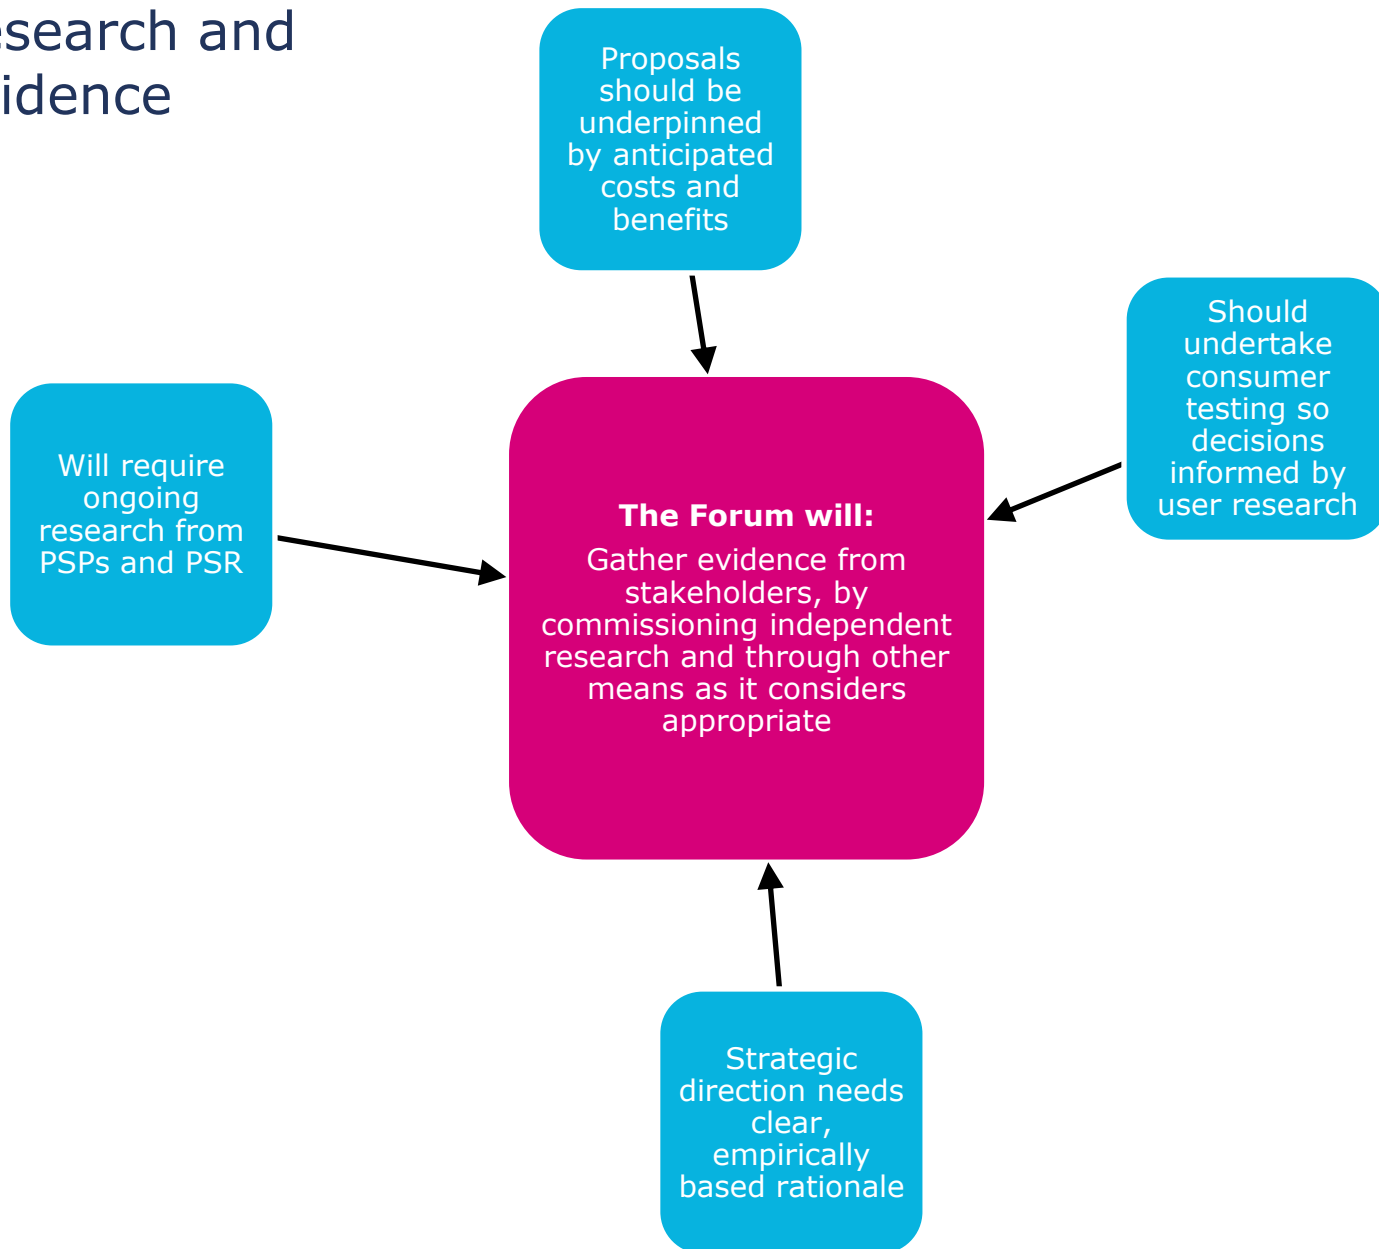 esearch and
idence
Proposals
should be
underpinned
by anticipated
costs and
benefits
Should
undertake
consumer
testing so
decisions
informed by
user research
Will require
ongoing
research from
PSPs and PSR
The Forum will:
Gather evidence from
stakeholders, by
commissioning independent
research and through other
means as it considers
appropriate
Strategic
direction needs
clear,
empirically
based rationale